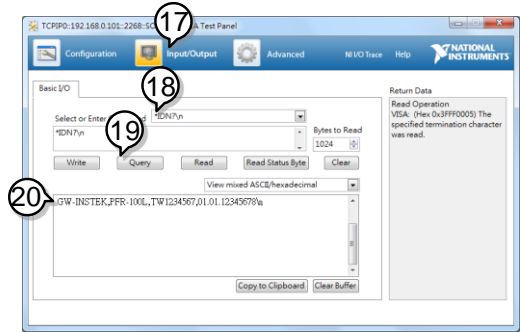 TCPIP0::192.168.0.101::2268::SO A Test Panel
17
Configuration
Input/Output
Advanced
NI I/O Trace
Help
NATIONAL INSTRUMENTS
Basic I/O
18
Select or Enter d *IDN?\n
*IDN?\n
19
Bytes to Read
1024
Write
Query
Read
Read Status Byte
Clear
View mixed ASCII/hexadecimal
20
GW-INSTEK,PFR-100L,TW1234567,01.01.12345678\n
Copy to Clipboard
Clear Buffer
Return Data
Read Operation
VISA: (Hex 0x3FFF0005) The
specified termination character
was read.